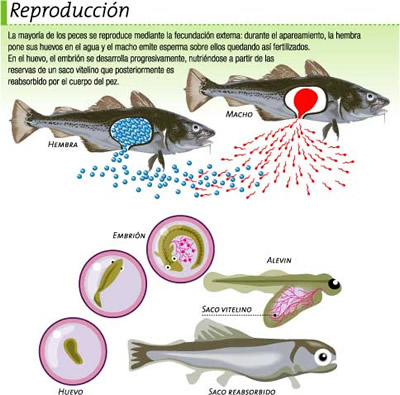 Reproducción
La mayoría de los peces se reproduce mediante la fecundación externa: durante el apareamiento, la hembra
pone sus huevos en el agua y el macho emite esperma sobre ellos quedando así fertilizados.
En el huevo, el embrión se desarrolla progresivamente, nutriéndose a partir de las
reservas de un saco vitelino que posteriormente es
reabsorbido por el cuerpo del pez.
Macho
Hembra
Embrión
Alevin
Saco vitelino
Huevo
Saco reabsorbido